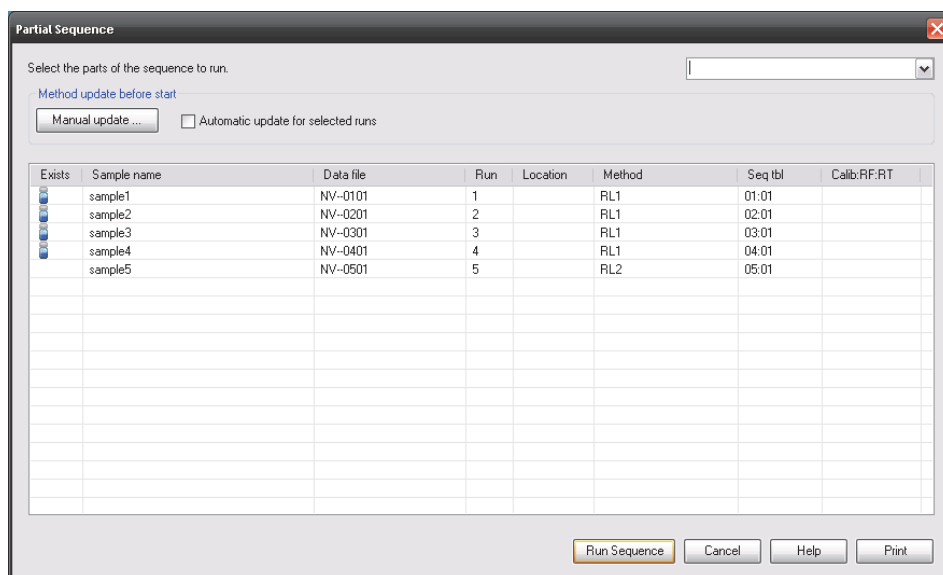 Partial Sequence
Select the parts of the sequence to run.
Method update before start
Manual update ... Automatic update for selected runs
Exists Sample name Data file Run Location Method Seq tbl Calib:RF:RT
sample1 NV--0101 1 RL1 01:01
sample2 NV--0201 2 RL1 02:01
sample3 NV--0301 3 RL1 03:01
sample4 NV--0401 4 RL1 04:01
sample5 NV--0501 5 RL2 05:01
Run Sequence Cancel Help Print